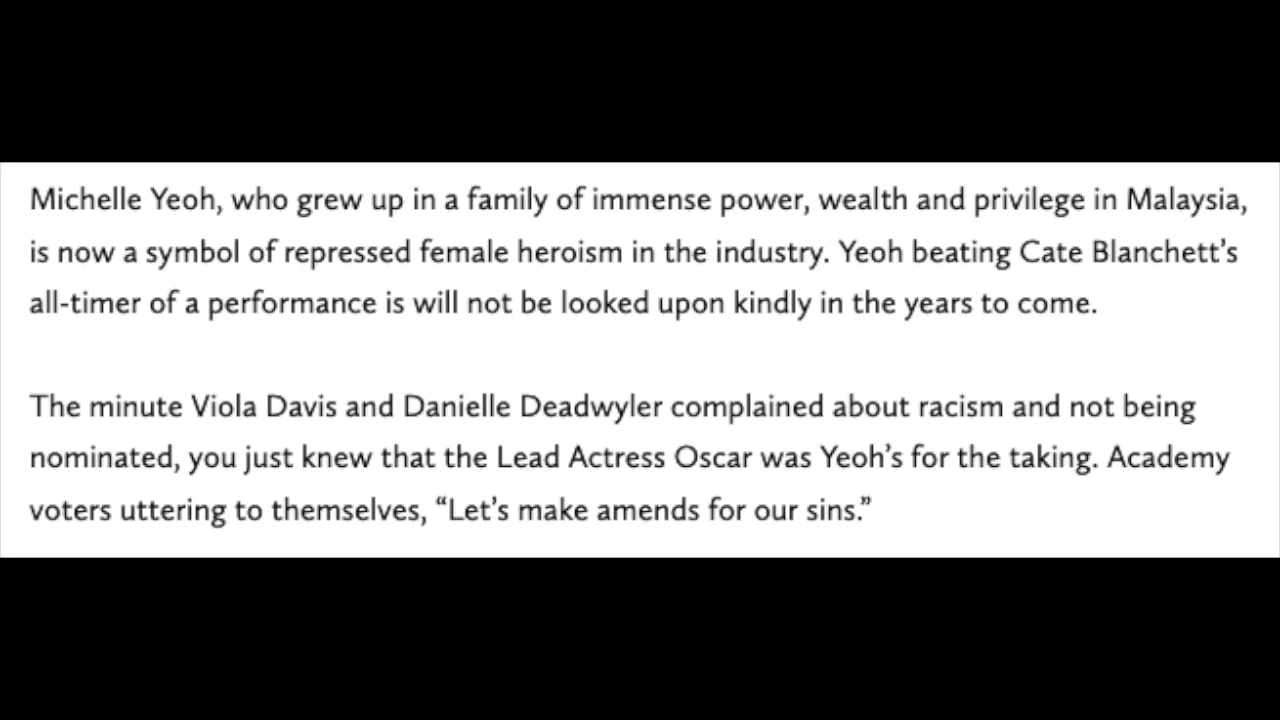 Michelle Yeoh, who grew up in a family of immense power, wealth and privilege in Malaysia,
is now a symbol of repressed female heroism in the industry. Yeoh beating Cate Blanchett’s
all-timer of a performance is will not be looked upon kindly in the years to come.
The minute Viola Davis and Danielle Deadwyler complained about racism and not being
nominated, you just knew that the Lead Actress Oscar was Yeoh’s for the taking. Academy
voters uttering to themselves, “Let’s make amends for our sins.”